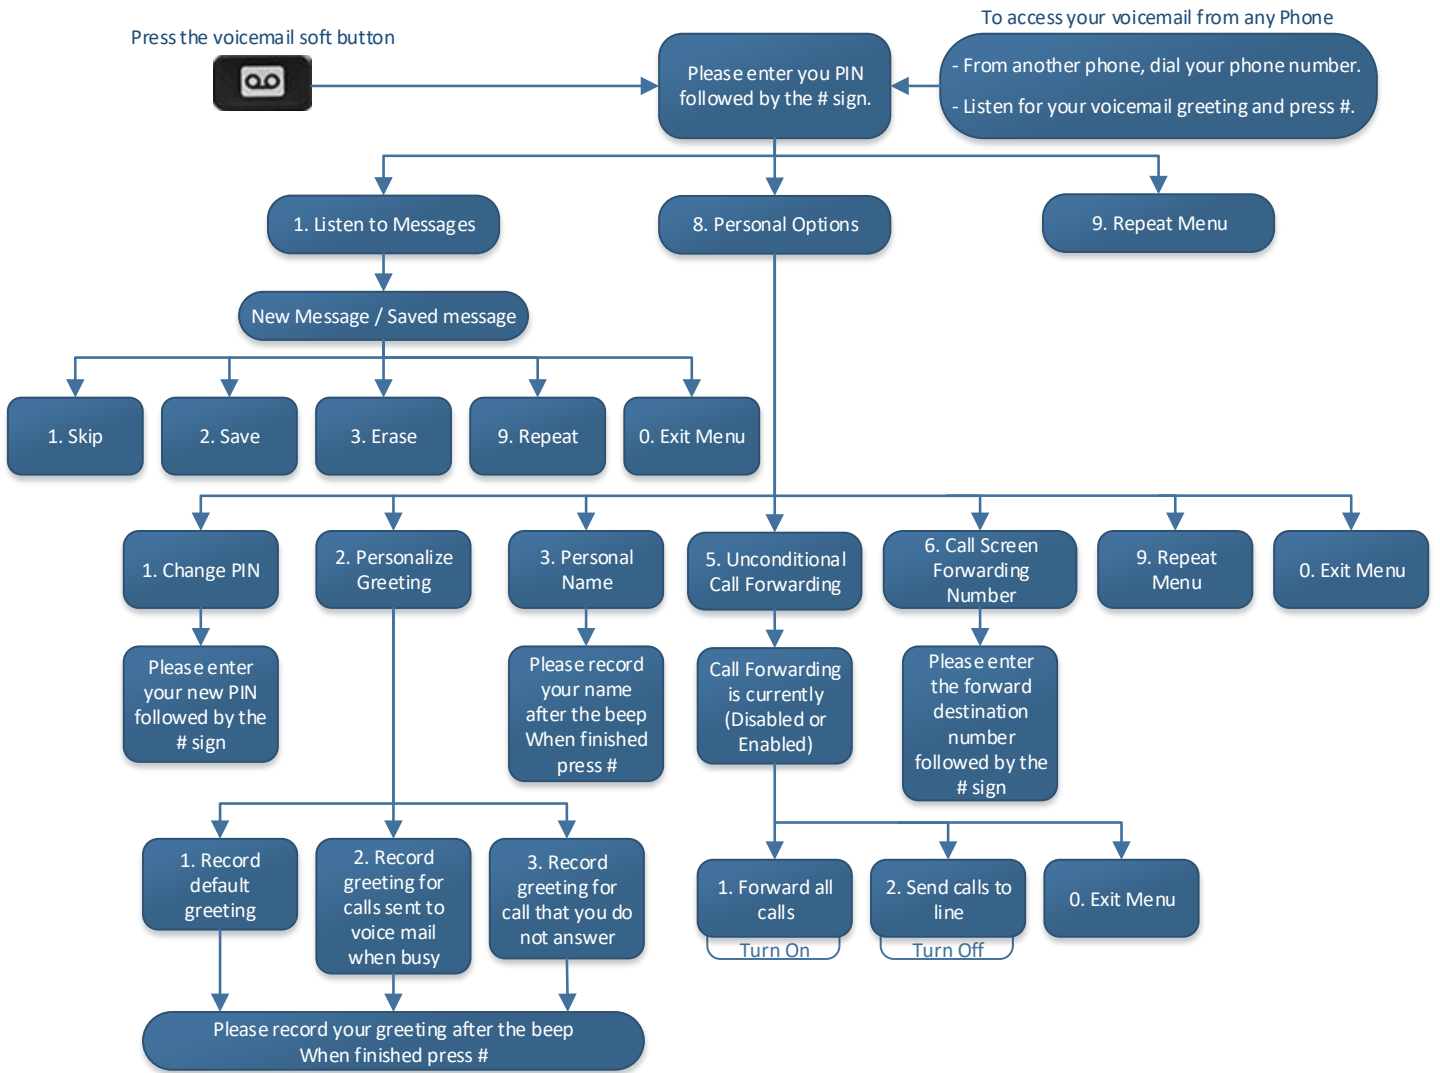 To access your voicemail from any Phone
Press the voicemail soft button
Please enter you PIN
followed by the # sign.
- From another phone, dial your phone number.
- Listen for your voicemail greeting and press #.
1. Listen to Messages
8. Personal Options
9. Repeat Menu
New Message / Saved message
1. Skip
2. Save
3. Erase
9. Repeat
0. Exit Menu
1. Change PIN
2. Personalize
Greeting
3. Personal
Name
5. Unconditional
Call Forwarding
6. Call Screen
Forwarding
Number
9. Repeat
Menu
0. Exit Menu
Please enter
your new PIN
followed by the
# sign
Please record
your name
after the beep
When finished
press #
Call Forwarding
is currently
(Disabled or
Enabled)
Please enter
the forward
destination
number
followed by the
# sign
1. Record
default
greeting
2. Record
greeting for
calls sent to
voice mail
when busy
3. Record
greeting for
call that you do
not answer
1. Forward all
calls
Turn On
2. Send calls to
line
Turn Off
0. Exit Menu
Please record your greeting after the beep
When finished press #